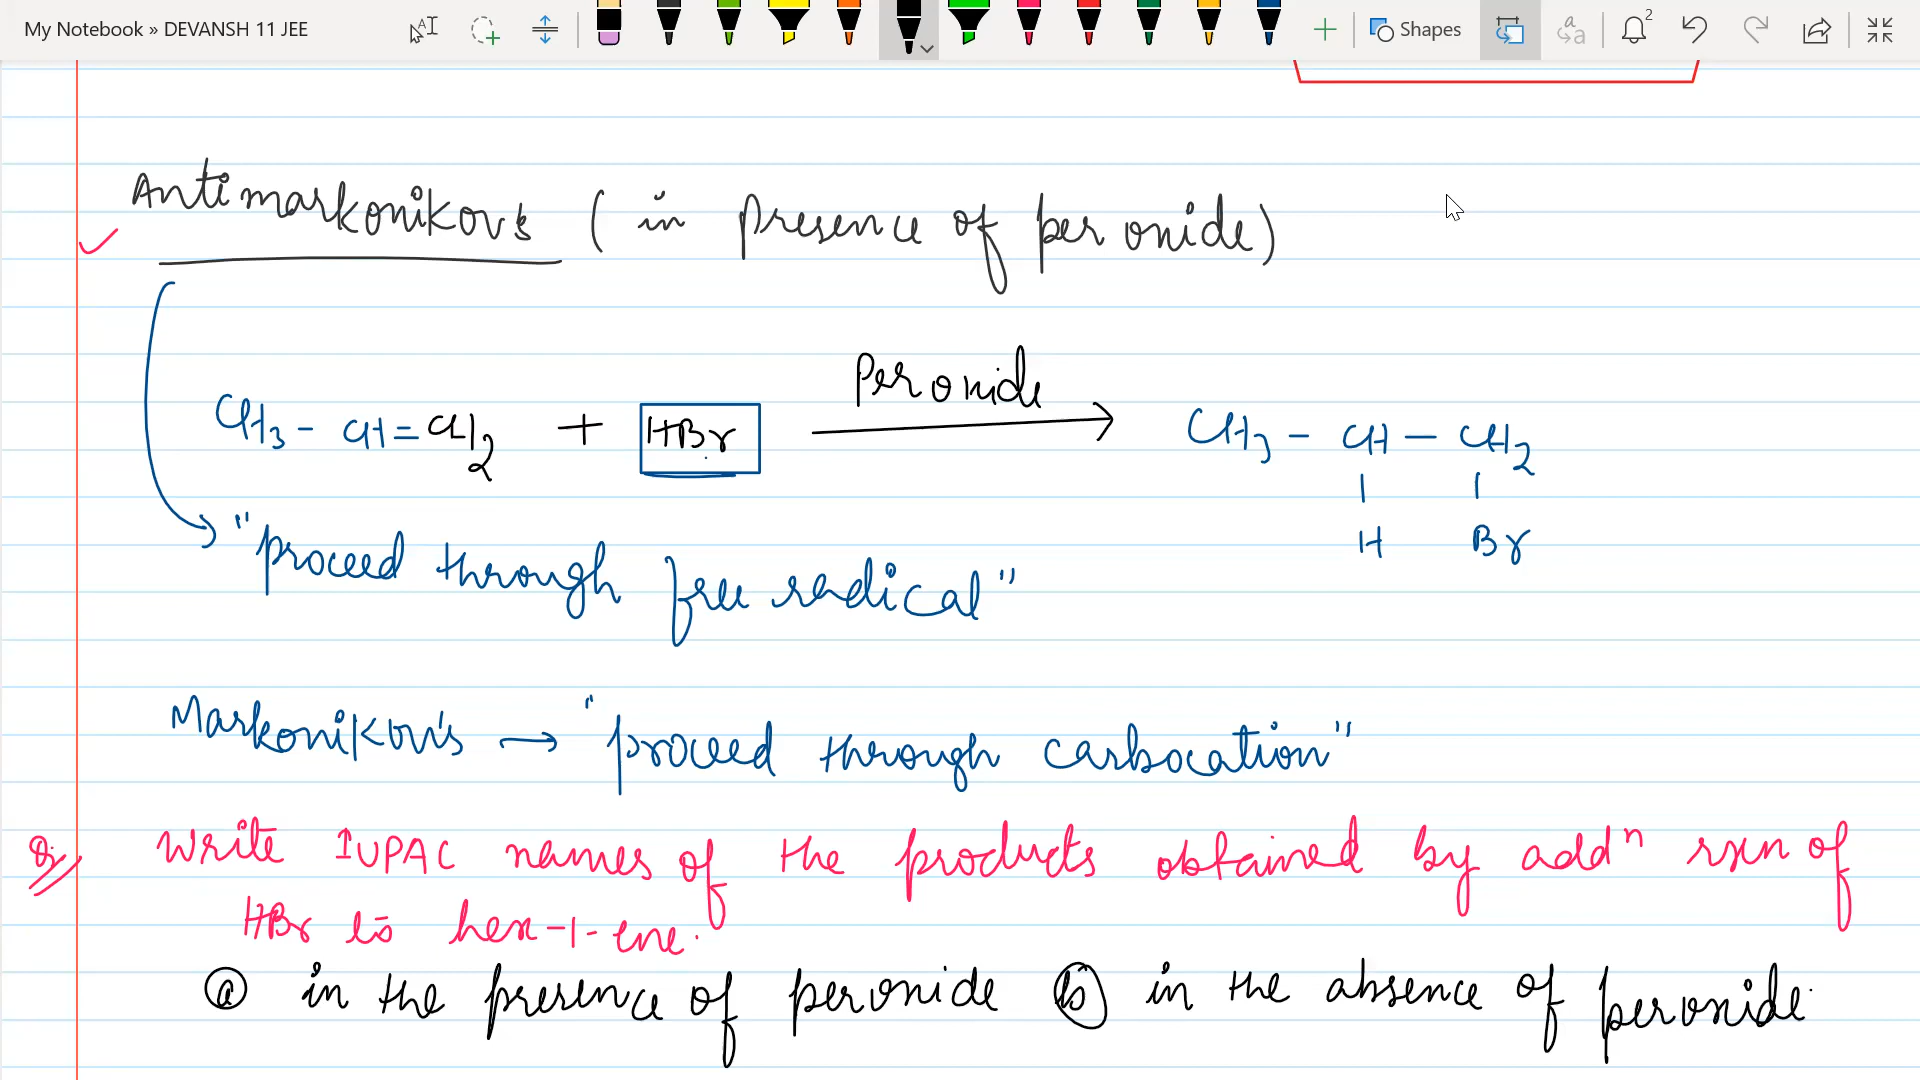 My Notebook » DEVANSH 11 JEE
Shapes
2
Antimarkonikov's (in presence of peroxide)
CH3 - CH = CH2 + HBr Peroxide → CH3 - CH - CH2
H Br
"proceed through free radical"
Markonikov's → "proceed through carbocation"
Q. Write IUPAC names of the products obtained by addn rxn of
HBr to hex-1-ene.
(a) in the presence of peroxide (b) in the absence of peroxide.